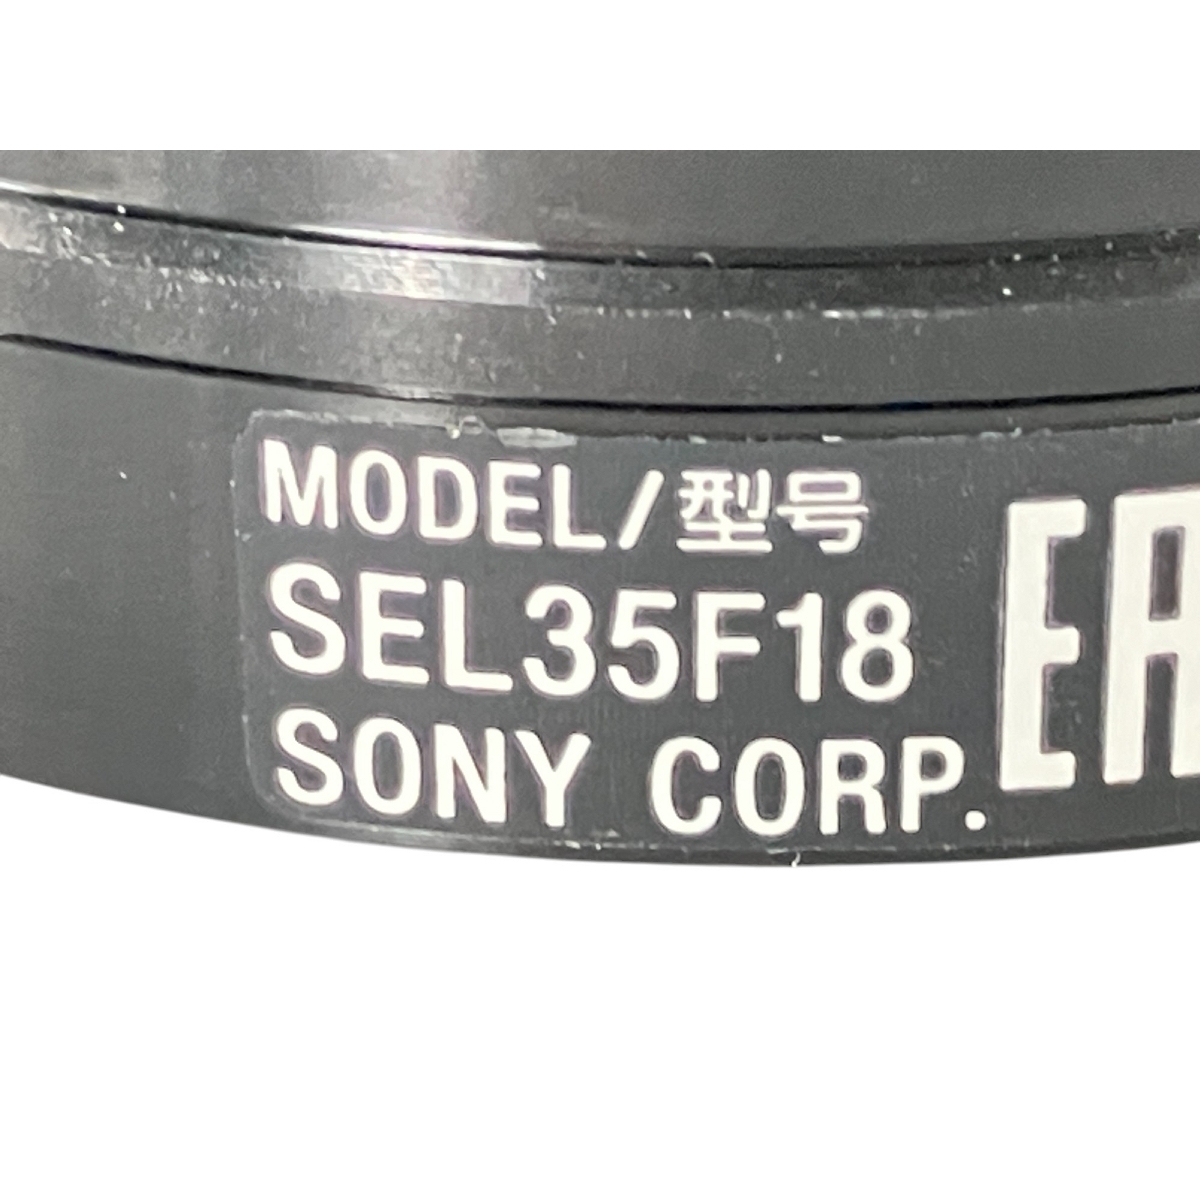 MODEL/型号
SEL35F18
SONY CORP.